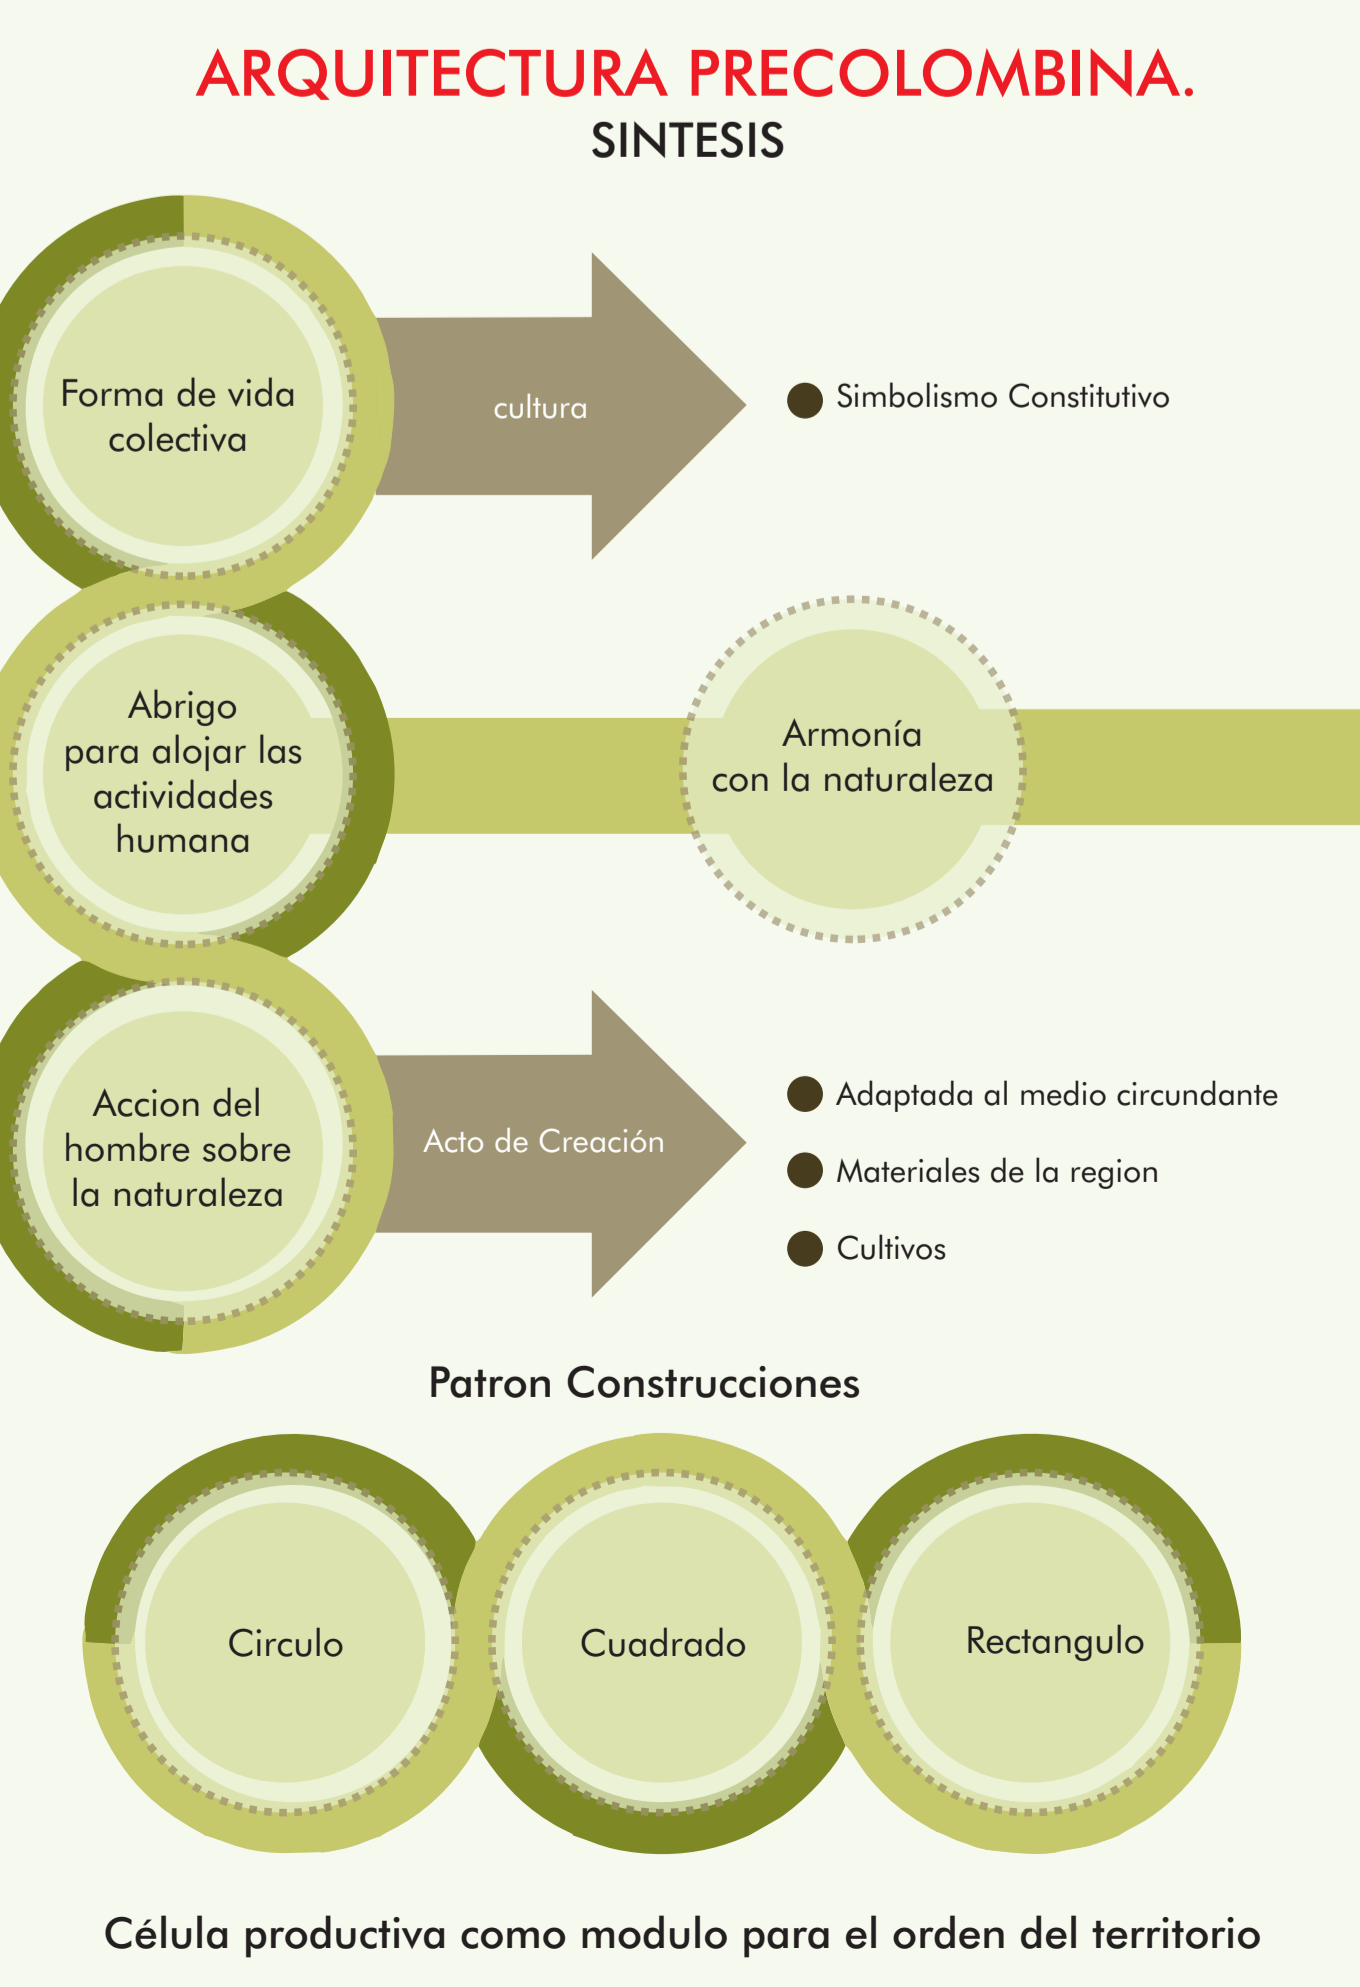 ARQUITECTURA PRECOLOMBINA.
SINTESIS
Forma de vida
colectiva
cultura
Simbolismo Constitutivo
Abrigo
para alojar las
actividades
humana
Armonía
con la naturaleza
Accion del
hombre sobre
la naturaleza
Acto de Creación
Adaptada al medio circundante
Materiales de la region
Cultivos
Patron Construcciones
Circulo
Cuadrado
Rectangulo
Célula productiva como modulo para el orden del territorio